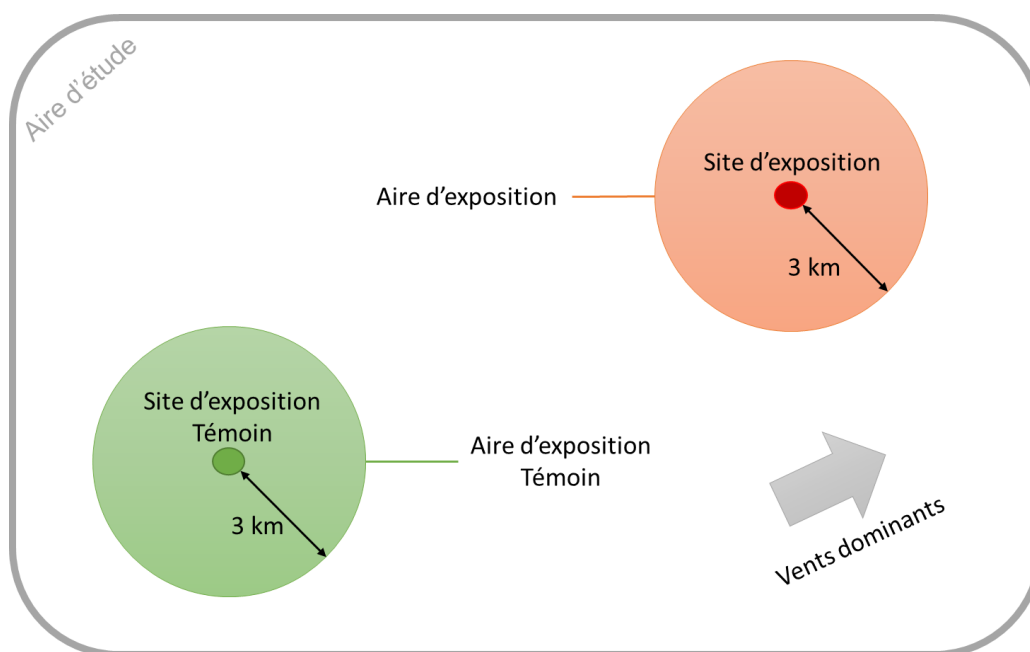 Aire d'étude
Site d'exposition
Aire d'exposition
3 km
Site d'exposition
Témoin
Aire d'exposition
Témoin
3 km
Vents dominants